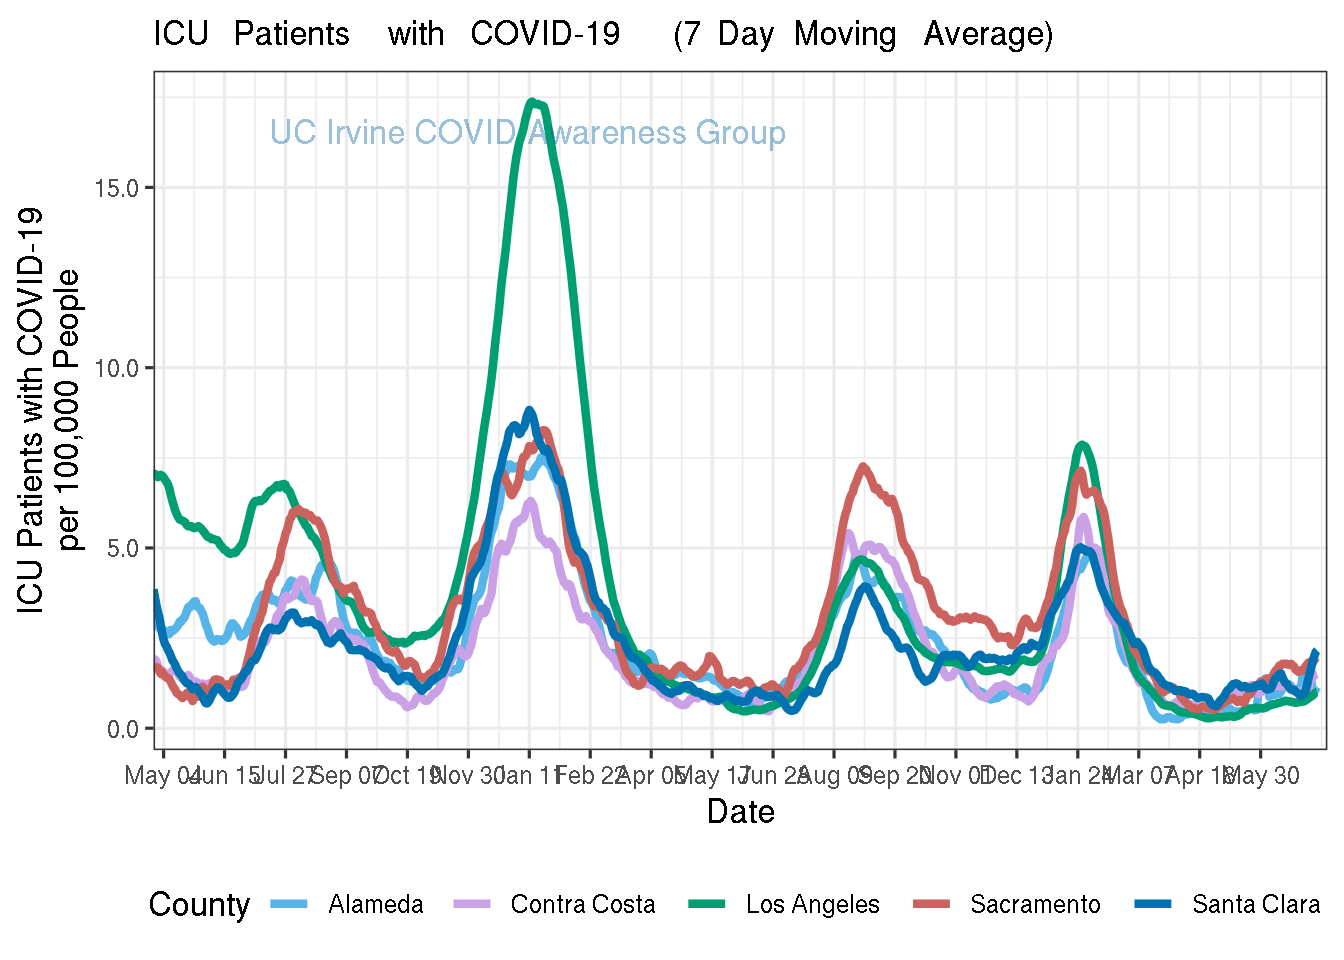 ICU Patients with COVID-19 (7 Day Moving Average)
UC Irvine COVID Awareness Group
ICU Patients with COVID-19
per 100,000 People
15.0
10.0
5.0
0.0
May 04 Jun 15 Jul 27 Sep 07 Oct 19 Nov 30 Jan 11 Feb 22 Apr 05 May 17 Jun 28 Aug 09 Sep 20 Nov 01 Dec 13 Jan 24 Mar 07 Apr 18 May 30
Date
County Alameda Contra Costa Los Angeles Sacramento Santa Clara